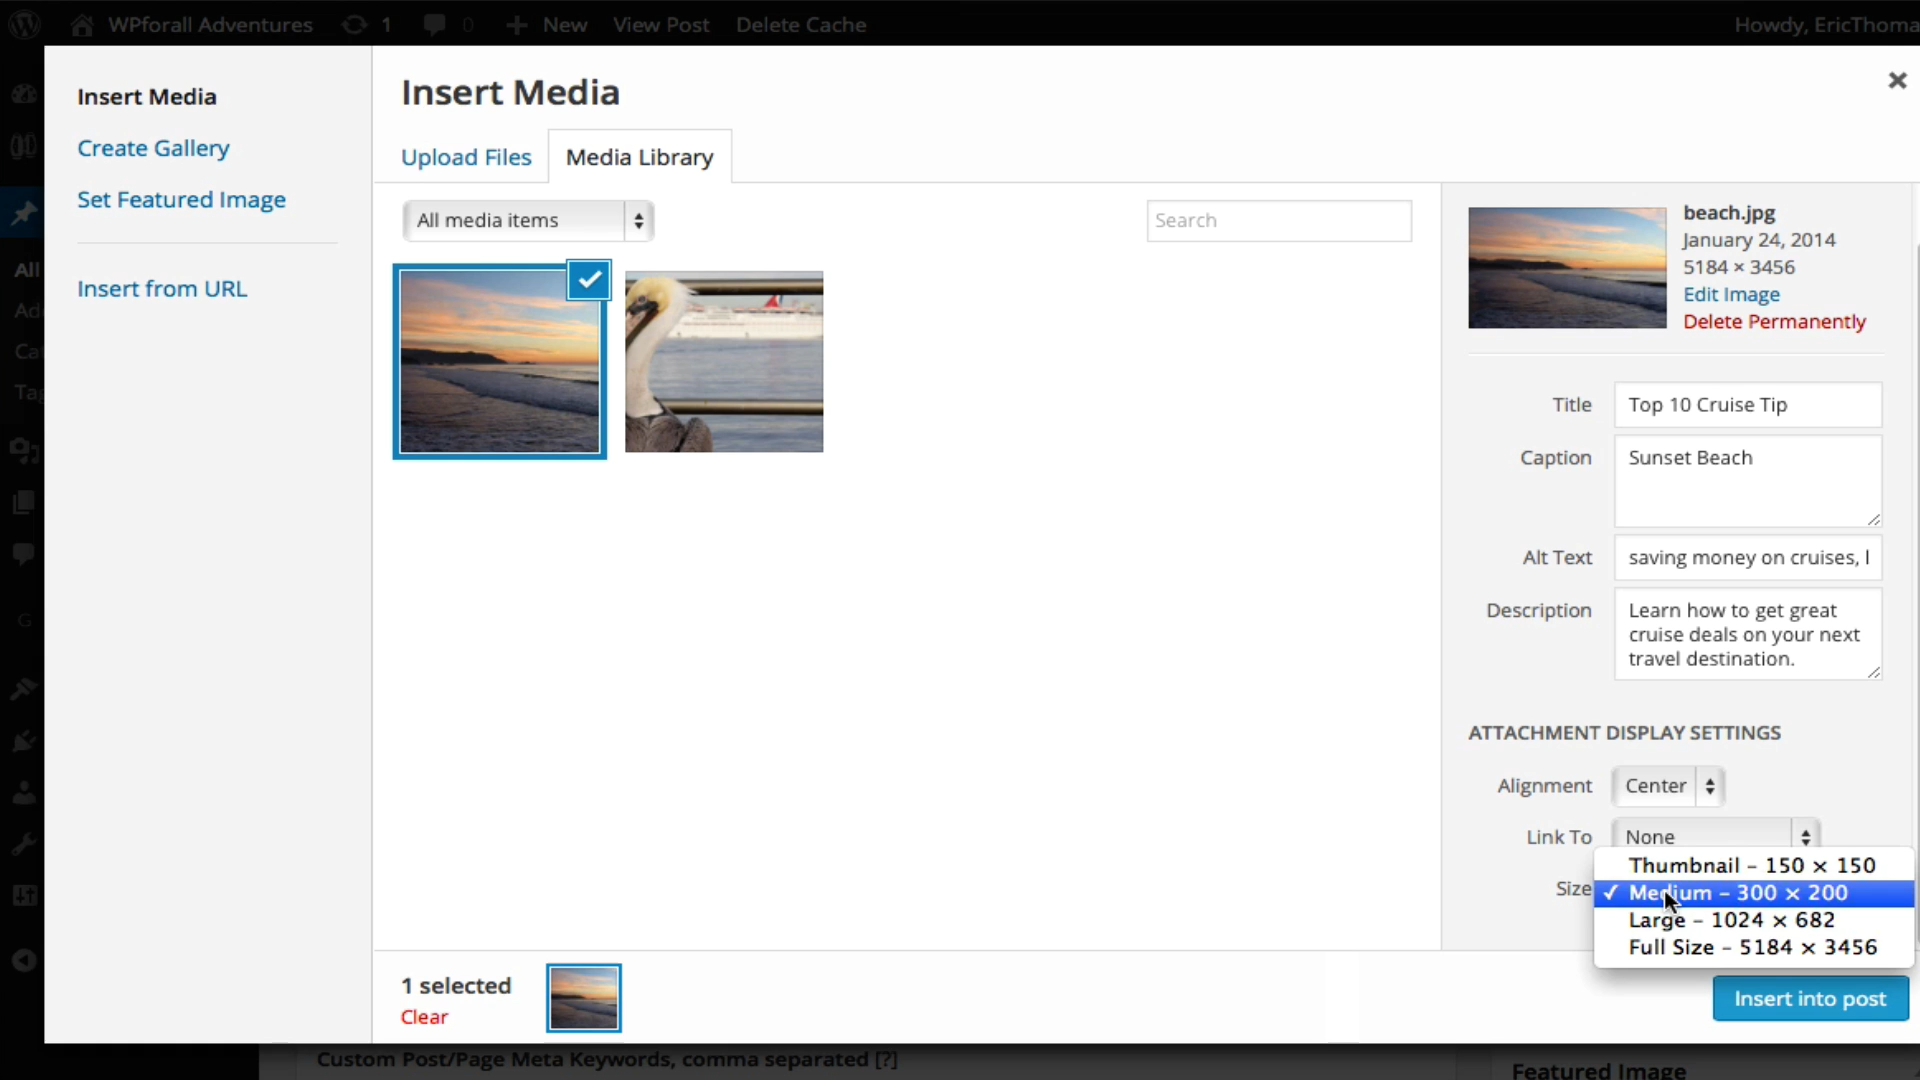 WPforall Adventures 1 0 New View Post Delete Cache Howdy, EricThoma
Insert Media
Create Gallery
Set Featured Image
Insert from URL
All
Ad
Cat
Tag
G
Insert Media
Upload Files Media Library
All media items
Search
beach.jpg
January 24, 2014
5184 × 3456
Edit Image
Delete Permanently
Title Top 10 Cruise Tip
Caption Sunset Beach
Alt Text saving money on cruises, l
Description Learn how to get great
cruise deals on your next
travel destination.
ATTACHMENT DISPLAY SETTINGS
Alignment Center
Link To None
Thumbnail – 150 × 150
Size ✓ Medium – 300 × 200
Large – 1024 × 682
Full Size – 5184 × 3456
1 selected
Clear
Insert into post
Custom Post/Page Meta Keywords, comma separated [?]
Featured Image